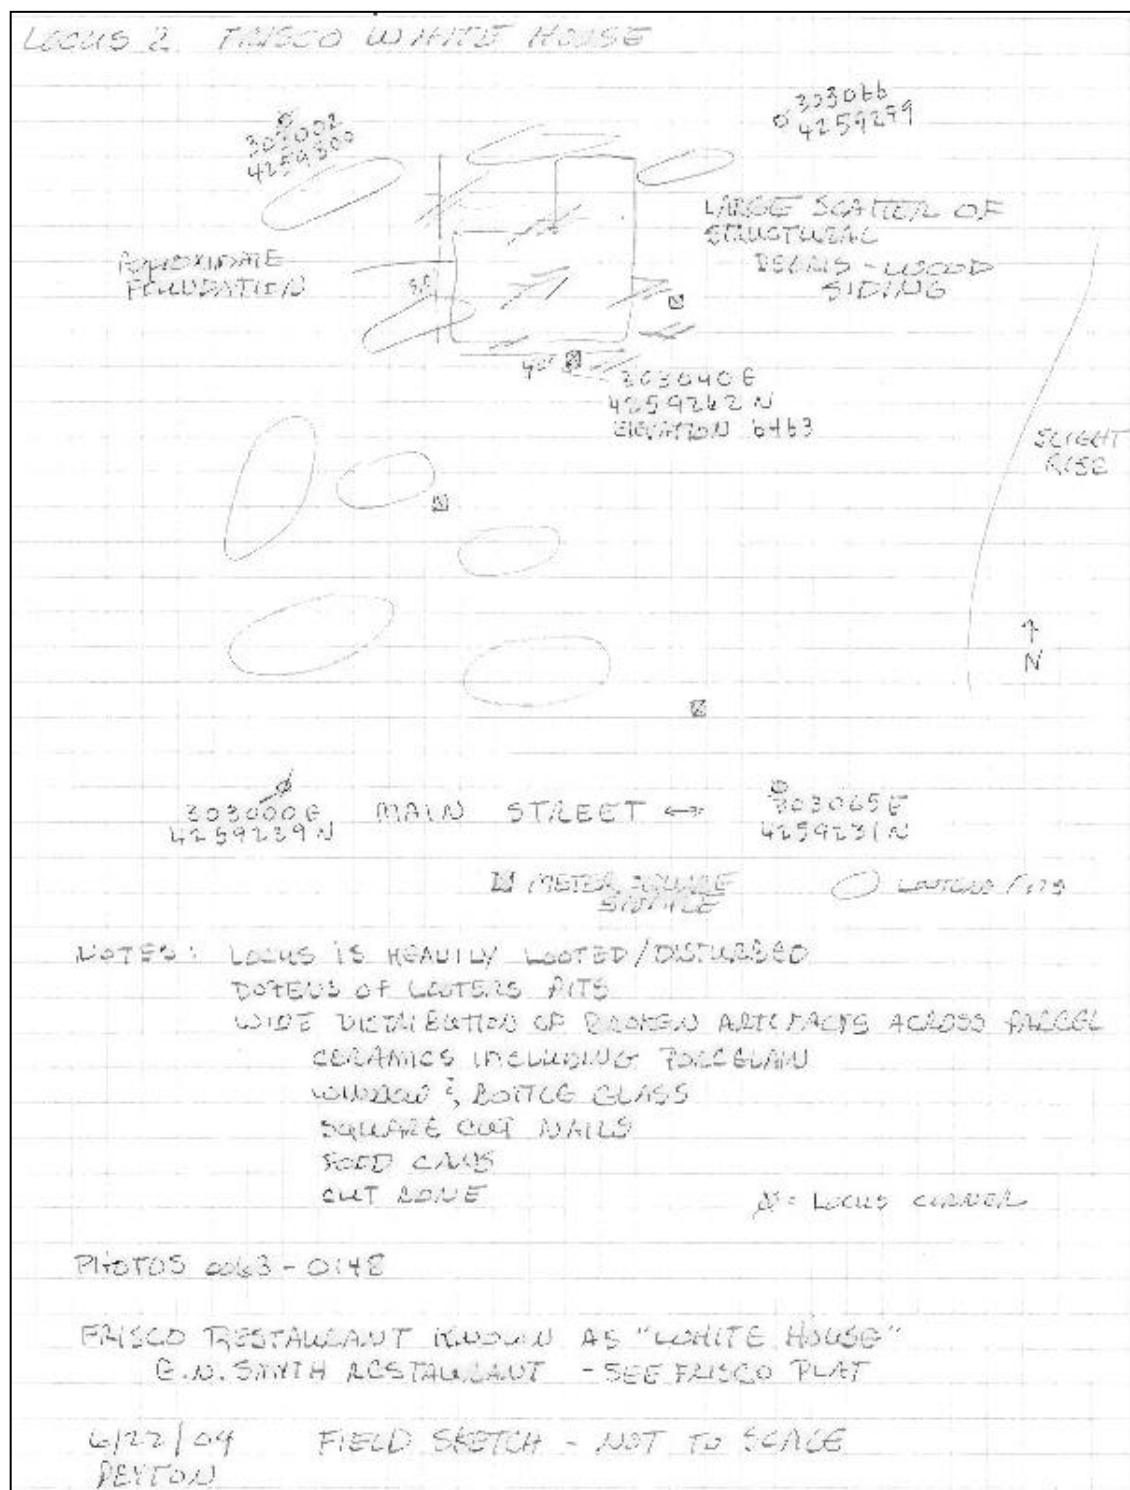 LOCUS 2 FRISCO WHITE HOUSE
303002
4259300
303066
4259299
LARGE SCATTER OF
STRUCTURAL
DEBRIS - WOOD
SIDING
APPROXIMATE
FOUNDATION
40'
303040 E
4259262 N
ELEVATION 6463
SLIGHT
RISE
↑
N
303000 E
4259239 N
MAIN STREET ↔
303065 E
4259231 N
METER SQUARE
SAMPLE
LOOTERS PITS
NOTES: LOCUS IS HEAVILY LOOTED/DISTURBED
DOZENS OF LOOTERS PITS
WIDE DISTRIBUTION OF BROKEN ARTIFACTS ACROSS PARCEL
CERAMICS INCLUDING PORCELAIN
WINDOW & BOTTLE GLASS
SQUARE CUT NAILS
FOOD CANS
CUT BONE
= LOCUS CORNER
PHOTOS 0063 - 0148
FRISCO RESTAURANT KNOWN AS "WHITE HOUSE"
G.N. SMYTH RESTAURANT - SEE FRISCO PLAT
6/22/09 FIELD SKETCH - NOT TO SCALE
PEYTON